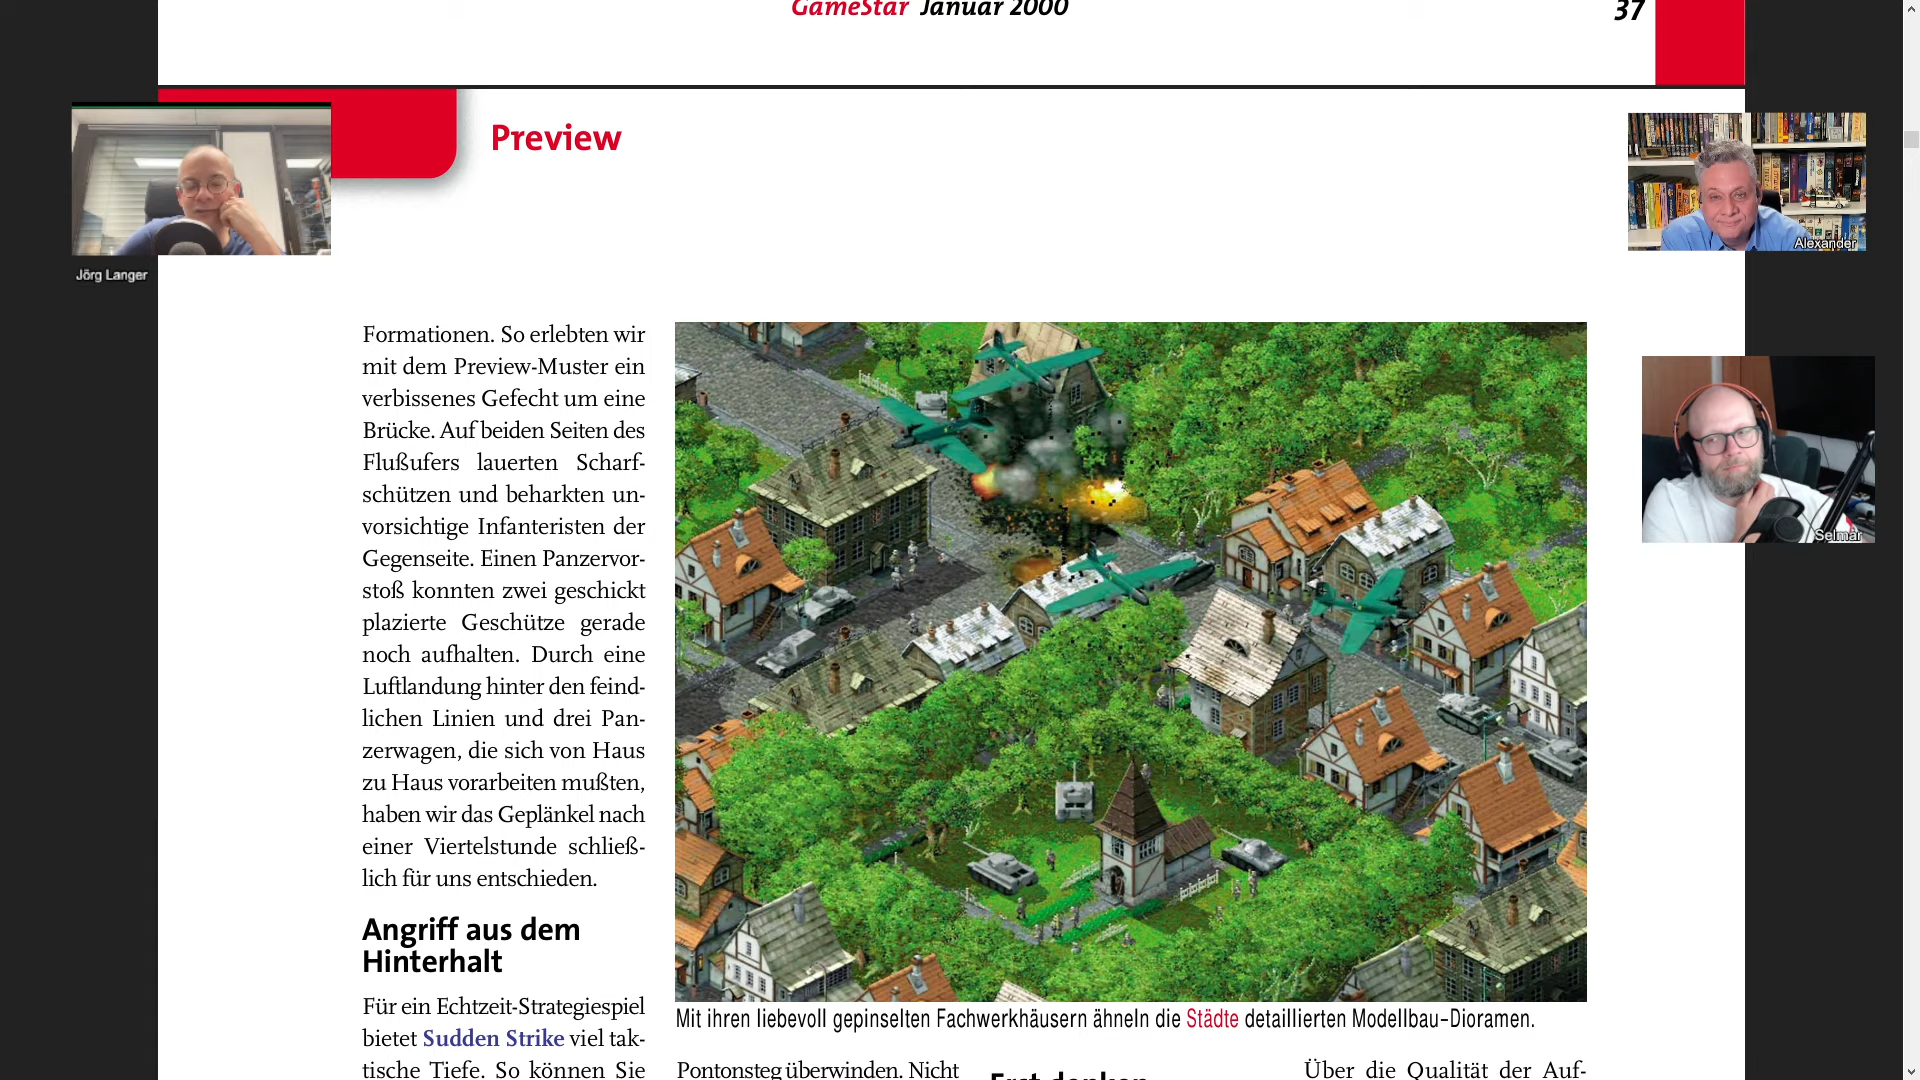 GameStar Januar 2000
37
Preview
Jörg Langer
Alexander
Selmar
Formationen. So erlebten wir
mit dem Preview-Muster ein
verbissenes Gefecht um eine
Brücke. Auf beiden Seiten des
Flußufers lauerten Scharf-
schützen und beharkten un-
vorsichtige Infanteristen der
Gegenseite. Einen Panzervor-
stoß konnten zwei geschickt
plazierte Geschütze gerade
noch aufhalten. Durch eine
Luftlandung hinter den feind-
lichen Linien und drei Pan-
zerwagen, die sich von Haus
zu Haus vorarbeiten mußten,
haben wir das Geplänkel nach
einer Viertelstunde schließ-
lich für uns entschieden.
Angriff aus dem
Hinterhalt
Für ein Echtzeit-Strategiespiel
bietet Sudden Strike viel tak-
tische Tiefe. So können Sie
Mit ihren liebevoll gepinselten Fachwerkhäusern ähneln die Städte detaillierten Modellbau-Dioramen.
Pontonsteg überwinden. Nicht
Erst denken
Über die Qualität der Auf-